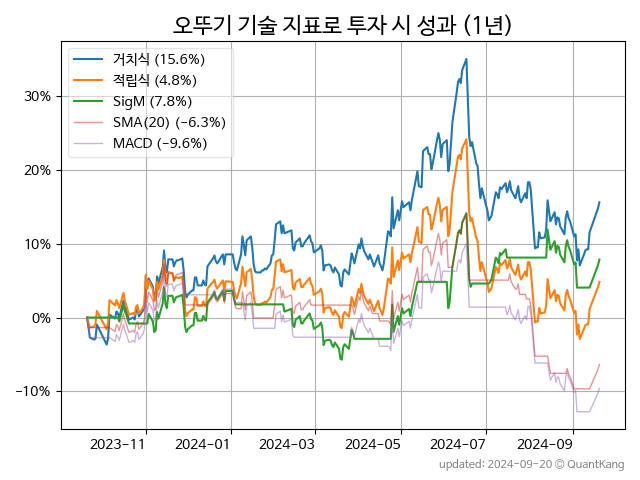 오뚜기 기술 지표로 투자 시 성과 (1년)
거치식 (15.6%)
적립식 (4.8%)
SigM (7.8%)
SMA(20) (−6.3%)
MACD (−9.6%)
30%
20%
10%
0%
−10%
2023-11 2024-01 2024-03 2024-05 2024-07 2024-09
updated: 2024-09-20 © QuantKang